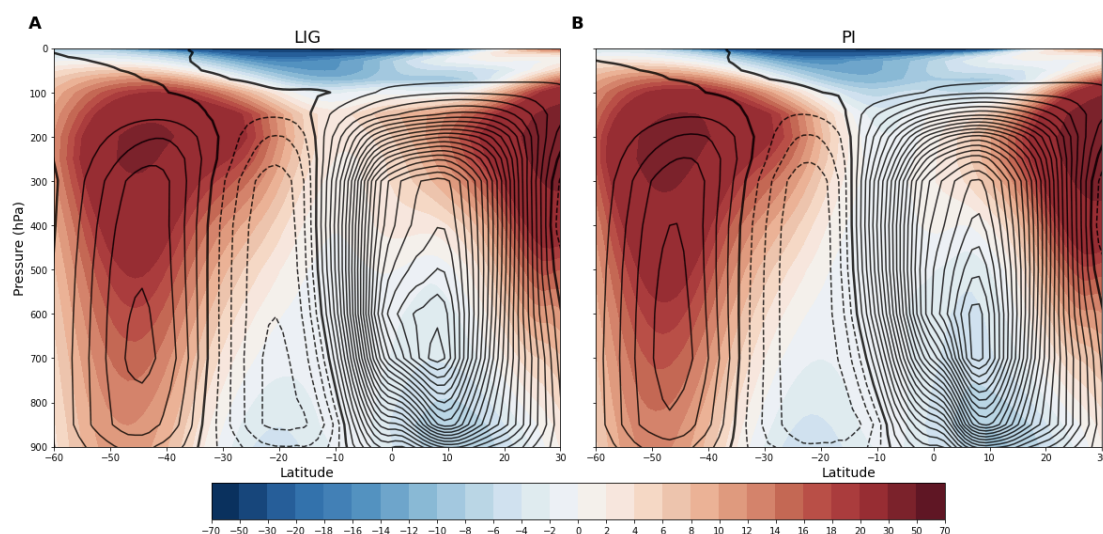 A
LIG
B
PI
0
100
200
300
400
500
600
700
800
900
Pressure (hPa)
−60 −50 −40 −30 −20 −10 0 10 20 30
Latitude
−60 −50 −40 −30 −20 −10 0 10 20 30
Latitude
−70 −50 −30 −20 −18 −16 −14 −12 −10 −8 −6 −4 −2 0 2 4 6 8 10 12 14 16 18 20 30 50 70